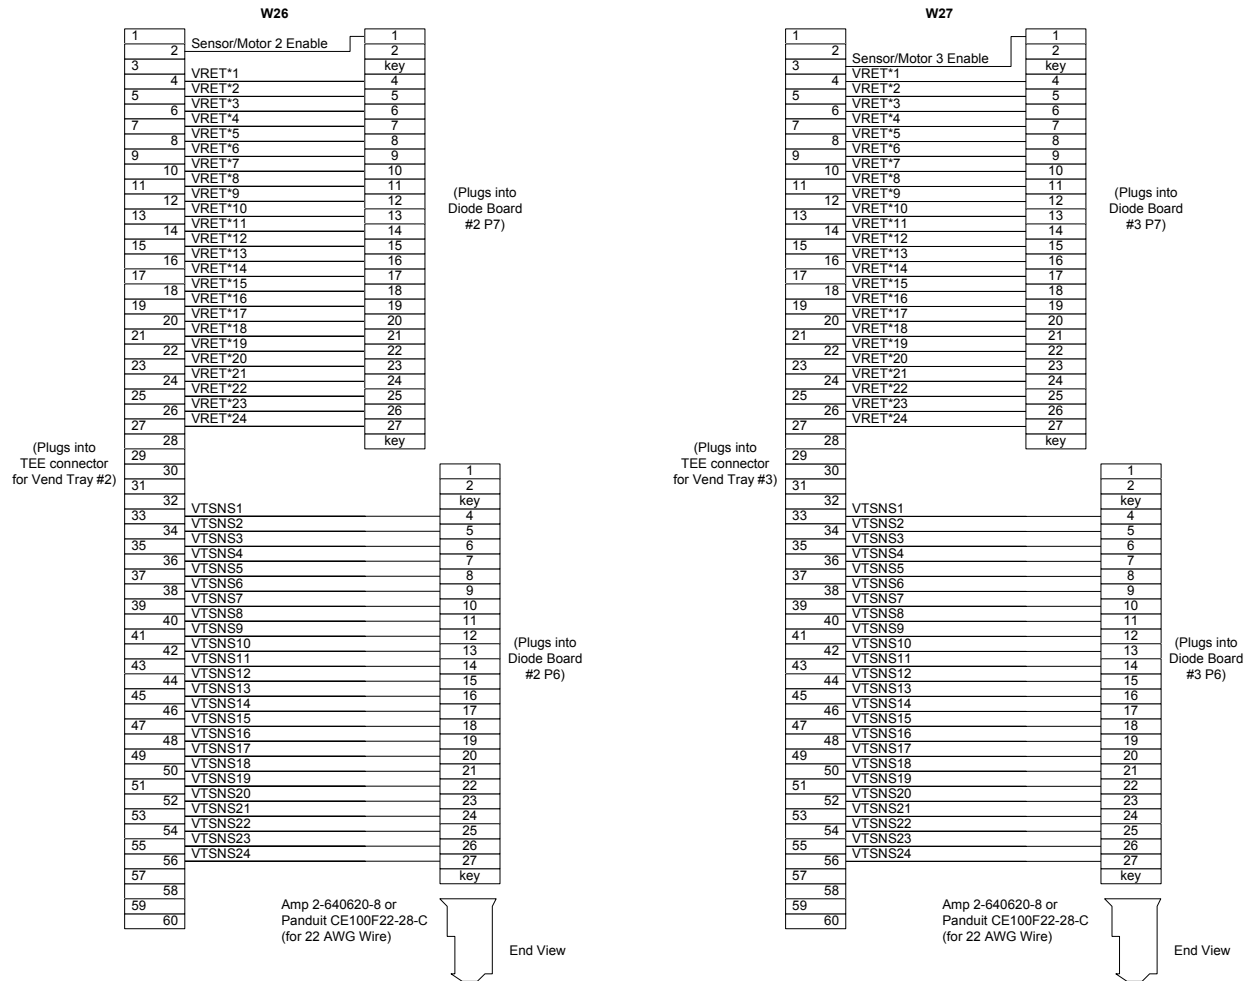 W26
1
2
3
4
5
6
7
8
9
10
11
12
13
14
15
16
17
18
19
20
21
22
23
24
25
26
27
28
29
30
31
32
33
34
35
36
37
38
39
40
41
42
43
44
45
46
47
48
49
50
51
52
53
54
55
56
57
58
59
60
(Plugs into
TEE connector
for Vend Tray #2)
Sensor/Motor 2 Enable
VRET*1
VRET*2
VRET*3
VRET*4
VRET*5
VRET*6
VRET*7
VRET*8
VRET*9
VRET*10
VRET*11
VRET*12
VRET*13
VRET*14
VRET*15
VRET*16
VRET*17
VRET*18
VRET*19
VRET*20
VRET*21
VRET*22
VRET*23
VRET*24
1
2
key
4
5
6
7
8
9
10
11
12
13
14
15
16
17
18
19
20
21
22
23
24
25
26
27
key
(Plugs into
Diode Board
#2 P7)
VTSNS1
VTSNS2
VTSNS3
VTSNS4
VTSNS5
VTSNS6
VTSNS7
VTSNS8
VTSNS9
VTSNS10
VTSNS11
VTSNS12
VTSNS13
VTSNS14
VTSNS15
VTSNS16
VTSNS17
VTSNS18
VTSNS19
VTSNS20
VTSNS21
VTSNS22
VTSNS23
VTSNS24
1
2
key
4
5
6
7
8
9
10
11
12
13
14
15
16
17
18
19
20
21
22
23
24
25
26
27
key
(Plugs into
Diode Board
#2 P6)
Amp 2-640620-8 or
Panduit CE100F22-28-C
(for 22 AWG Wire)
End View
W27
1
2
3
4
5
6
7
8
9
10
11
12
13
14
15
16
17
18
19
20
21
22
23
24
25
26
27
28
29
30
31
32
33
34
35
36
37
38
39
40
41
42
43
44
45
46
47
48
49
50
51
52
53
54
55
56
57
58
59
60
(Plugs into
TEE connector
for Vend Tray #3)
Sensor/Motor 3 Enable
VRET*1
VRET*2
VRET*3
VRET*4
VRET*5
VRET*6
VRET*7
VRET*8
VRET*9
VRET*10
VRET*11
VRET*12
VRET*13
VRET*14
VRET*15
VRET*16
VRET*17
VRET*18
VRET*19
VRET*20
VRET*21
VRET*22
VRET*23
VRET*24
1
2
key
4
5
6
7
8
9
10
11
12
13
14
15
16
17
18
19
20
21
22
23
24
25
26
27
key
(Plugs into
Diode Board
#3 P7)
VTSNS1
VTSNS2
VTSNS3
VTSNS4
VTSNS5
VTSNS6
VTSNS7
VTSNS8
VTSNS9
VTSNS10
VTSNS11
VTSNS12
VTSNS13
VTSNS14
VTSNS15
VTSNS16
VTSNS17
VTSNS18
VTSNS19
VTSNS20
VTSNS21
VTSNS22
VTSNS23
VTSNS24
1
2
key
4
5
6
7
8
9
10
11
12
13
14
15
16
17
18
19
20
21
22
23
24
25
26
27
key
(Plugs into
Diode Board
#3 P6)
Amp 2-640620-8 or
Panduit CE100F22-28-C
(for 22 AWG Wire)
End View